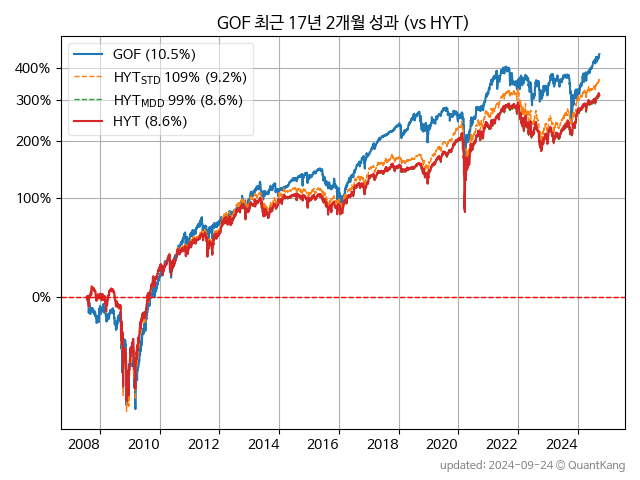 GOF 최근 17년 2개월 성과 (vs HYT)
GOF (10.5%)
HYT_STD 109% (9.2%)
HYT_MDD 99% (8.6%)
HYT (8.6%)
400%
300%
200%
100%
0%
2008 2010 2012 2014 2016 2018 2020 2022 2024
updated: 2024-09-24 © QuantKang